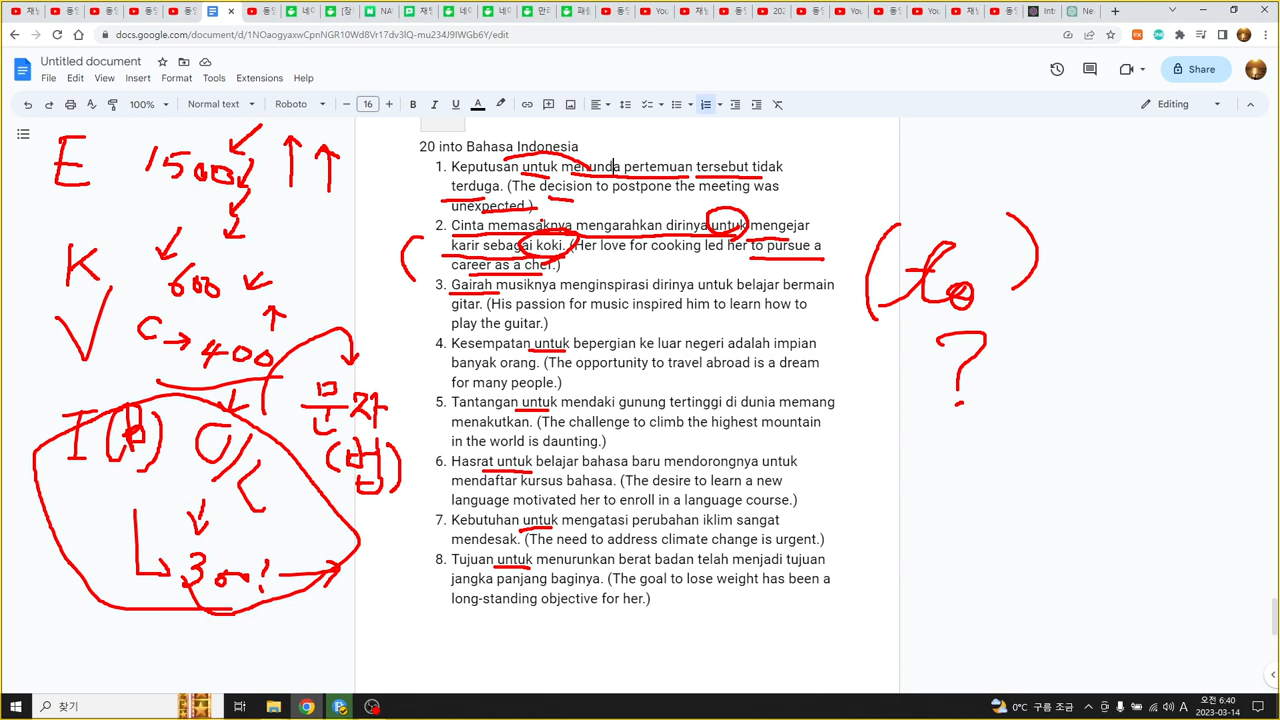 docs.google.com/document/d/1NOaogyaxwCpnNGR10Wd8Vr17dv3lQ-mu234J9IWGb6Y/edit
Untitled document
File Edit View Insert Format Tools Extensions Help
Share
100% Normal text Roboto 16 Editing
20 into Bahasa Indonesia
1. Keputusan untuk menunda pertemuan tersebut tidak
terduga. (The decision to postpone the meeting was
unexpected.)
2. Cinta memasaknya mengarahkan dirinya untuk mengejar
karir sebagai koki. (Her love for cooking led her to pursue a
career as a chef.)
3. Gairah musiknya menginspirasi dirinya untuk belajar bermain
gitar. (His passion for music inspired him to learn how to
play the guitar.)
4. Kesempatan untuk bepergian ke luar negeri adalah impian
banyak orang. (The opportunity to travel abroad is a dream
for many people.)
5. Tantangan untuk mendaki gunung tertinggi di dunia memang
menakutkan. (The challenge to climb the highest mountain
in the world is daunting.)
6. Hasrat untuk belajar bahasa baru mendorongnya untuk
mendaftar kursus bahasa. (The desire to learn a new
language motivated her to enroll in a language course.)
7. Kebutuhan untuk mengatasi perubahan iklim sangat
mendesak. (The need to address climate change is urgent.)
8. Tujuan untuk menurunkan berat badan telah menjadi tujuan
jangka panjang baginya. (The goal to lose weight has been a
long-standing objective for her.)
E 1500
K 600
C → 400
문자
(법)
I
300!
(to)
?
찾기
0°C 구름 조금
A
오전 6:40
2023-03-14